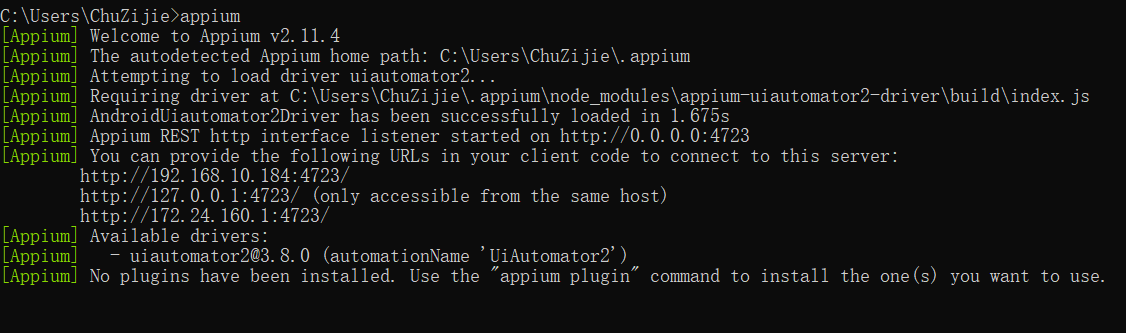 C:\Users\ChuZijie>appium
[Appium] Welcome to Appium v2.11.4
[Appium] The autodetected Appium home path: C:\Users\ChuZijie\.appium
[Appium] Attempting to load driver uiautomator2...
[Appium] Requiring driver at C:\Users\ChuZijie\.appium\node_modules\appium-uiautomator2-driver\build\index.js
[Appium] AndroidUiautomator2Driver has been successfully loaded in 1.675s
[Appium] Appium REST http interface listener started on http://0.0.0.0:4723
[Appium] You can provide the following URLs in your client code to connect to this server:
http://192.168.10.184:4723/
http://127.0.0.1:4723/ (only accessible from the same host)
http://172.24.160.1:4723/
[Appium] Available drivers:
[Appium]   - uiautomator2@3.8.0 (automationName 'UiAutomator2')
[Appium] No plugins have been installed. Use the "appium plugin" command to install the one(s) you want to use.